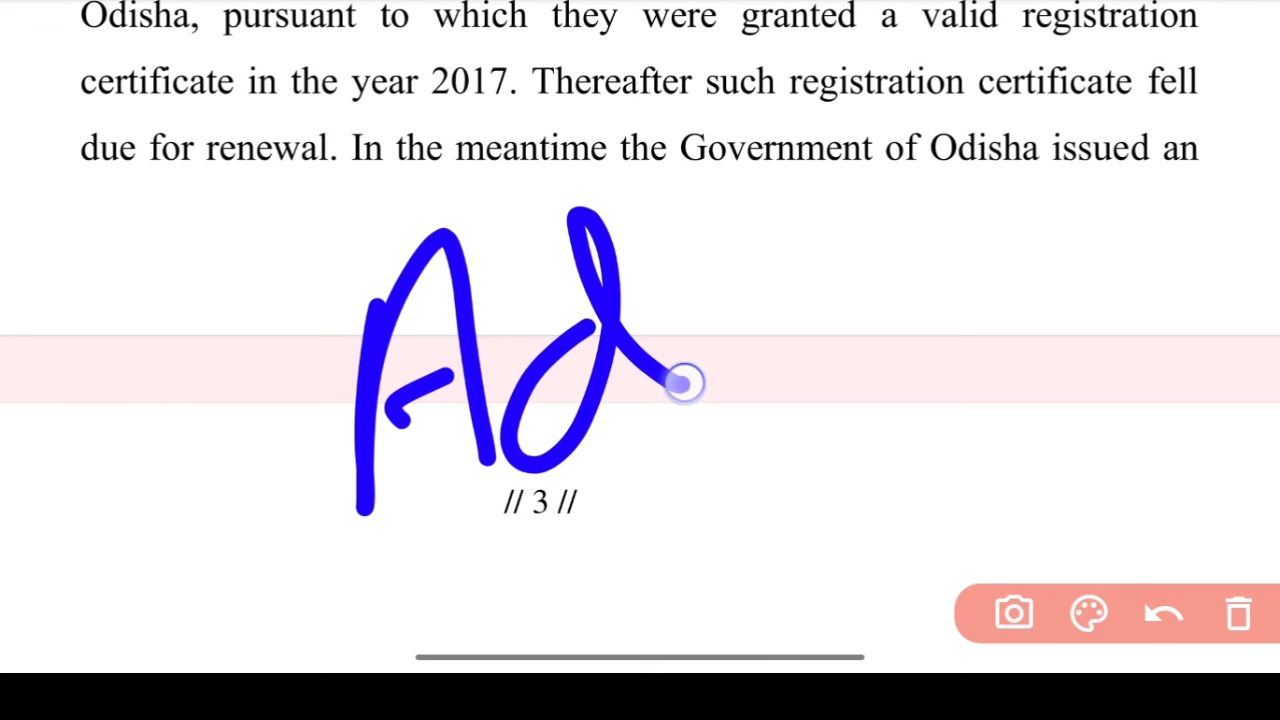 Odisha, pursuant to which they were granted a valid registration
certificate in the year 2017. Thereafter such registration certificate fell
due for renewal. In the meantime the Government of Odisha issued an
Ad
// 3 //